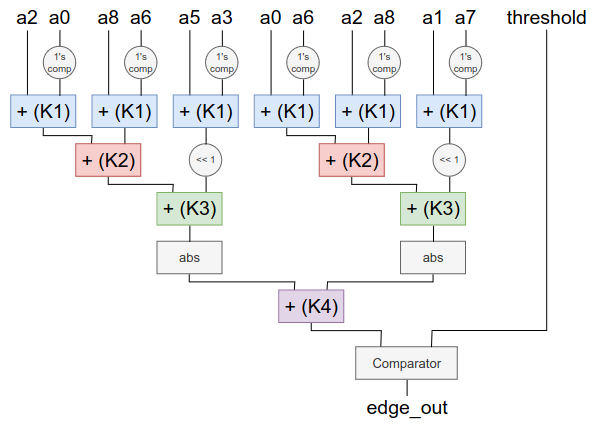 a2 a0 a8 a6 a5 a3 a0 a6 a2 a8 a1 a7 threshold
1's comp 1's comp 1's comp 1's comp 1's comp 1's comp
+ (K1) + (K1) + (K1) + (K1) + (K1) + (K1)
+ (K2) << 1 + (K2) << 1
+ (K3) + (K3)
abs abs
+ (K4)
Comparator
edge_out